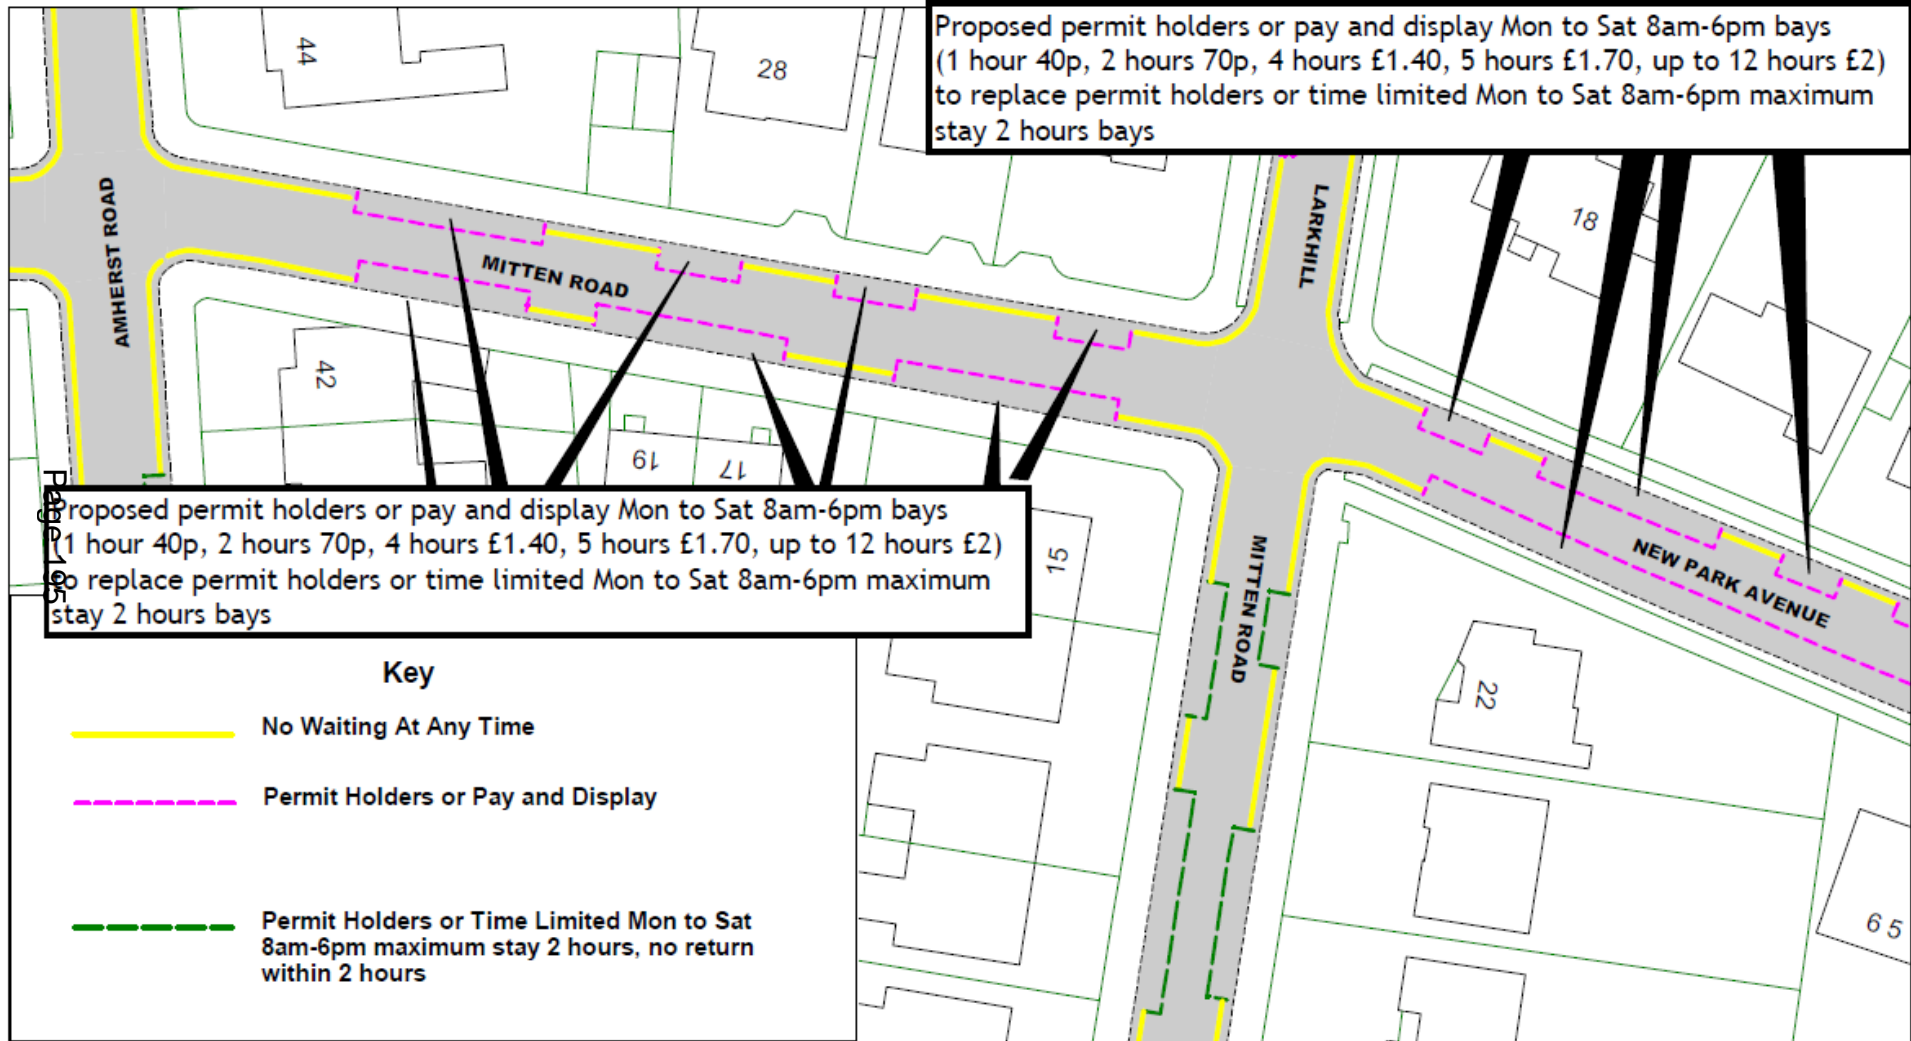 Proposed permit holders or pay and display Mon to Sat 8am-6pm bays
(1 hour 40p, 2 hours 70p, 4 hours £1.40, 5 hours £1.70, up to 12 hours £2)
to replace permit holders or time limited Mon to Sat 8am-6pm maximum
stay 2 hours bays
44
28
18
AMHERST ROAD
MITTEN ROAD
LARKHILL
42
19
17
15
MITTEN ROAD
NEW PARK AVENUE
22
65
Page 195
Proposed permit holders or pay and display Mon to Sat 8am-6pm bays
(1 hour 40p, 2 hours 70p, 4 hours £1.40, 5 hours £1.70, up to 12 hours £2)
to replace permit holders or time limited Mon to Sat 8am-6pm maximum
stay 2 hours bays
Key
No Waiting At Any Time
Permit Holders or Pay and Display
Permit Holders or Time Limited Mon to Sat
8am-6pm maximum stay 2 hours, no return
within 2 hours